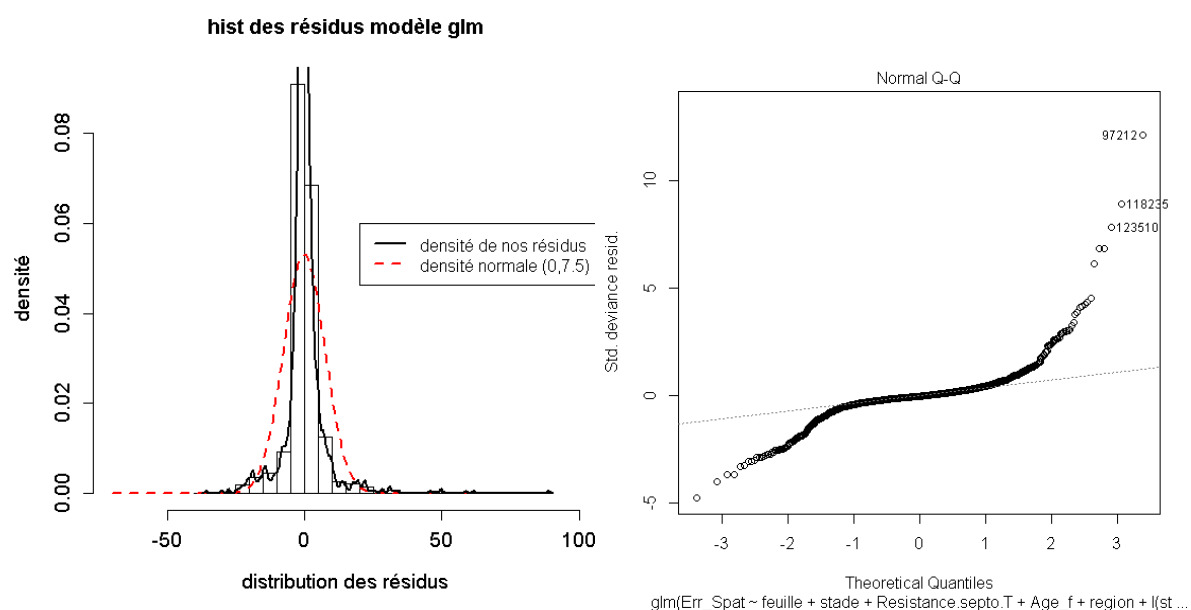 hist des résidus modèle glm
densité
0.00
0.02
0.04
0.06
0.08
densité de nos résidus
densité normale (0,7.5)
-50
0
50
100
distribution des résidus
Normal Q-Q
Std. deviance resid.
-5
0
5
10
97212
118235
123510
-3
-2
-1
0
1
2
3
Theoretical Quantiles
glm(Err_Spat ~ feuille + stade + Resistance.septo.T + Age_f + region + I(st ...